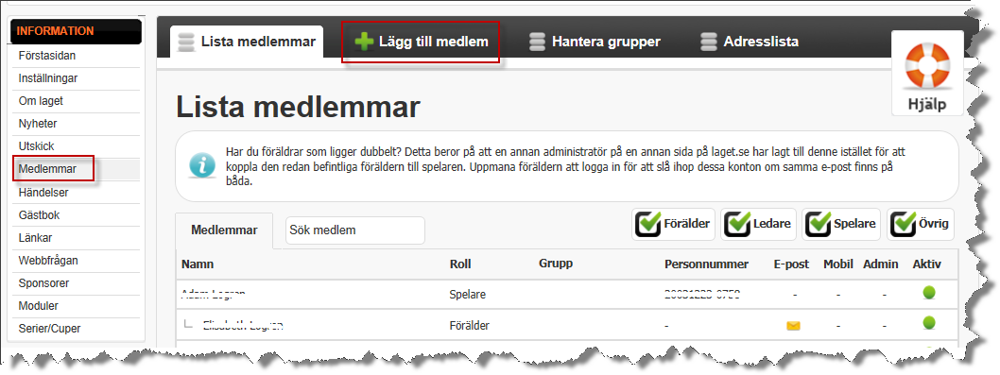 INFORMATION
Förstasidan
Inställningar
Om laget
Nyheter
Utskick
Medlemmar
Händelser
Gästbok
Länkar
Webbfrågan
Sponsorer
Moduler
Serier/Cuper
Lista medlemmar
Lägg till medlem
Hantera grupper
Adresslista
Hjälp
Lista medlemmar
Har du föräldrar som ligger dubbelt? Detta beror på att en annan administratör på en annan sida på laget.se har lagt till denne istället för att
koppla den redan befintliga föräldern till spelaren. Uppmana föräldern att logga in för att slå ihop dessa konton om samma e-post finns på
båda.
Medlemmar
Sök medlem
Förälder
Ledare
Spelare
Övrig
Namn Roll Grupp Personnummer E-post Mobil Admin Aktiv
Spelare - - -
Förälder - - -